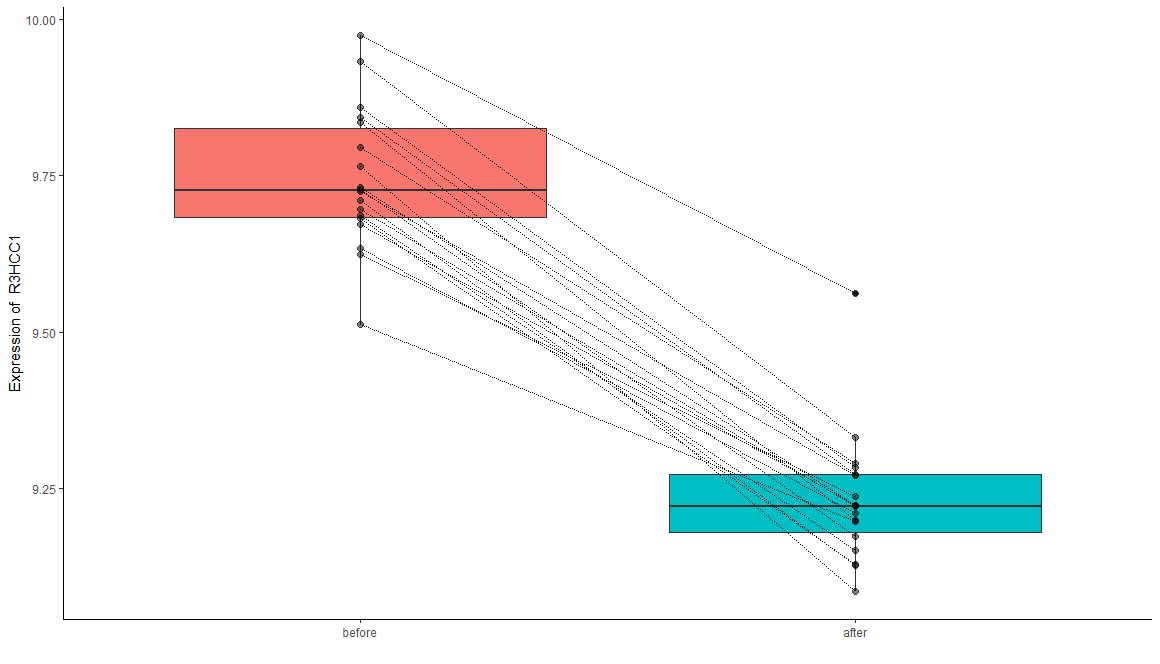 10.00
9.75
9.50
9.25
Expression of  R3HCC1
before
after